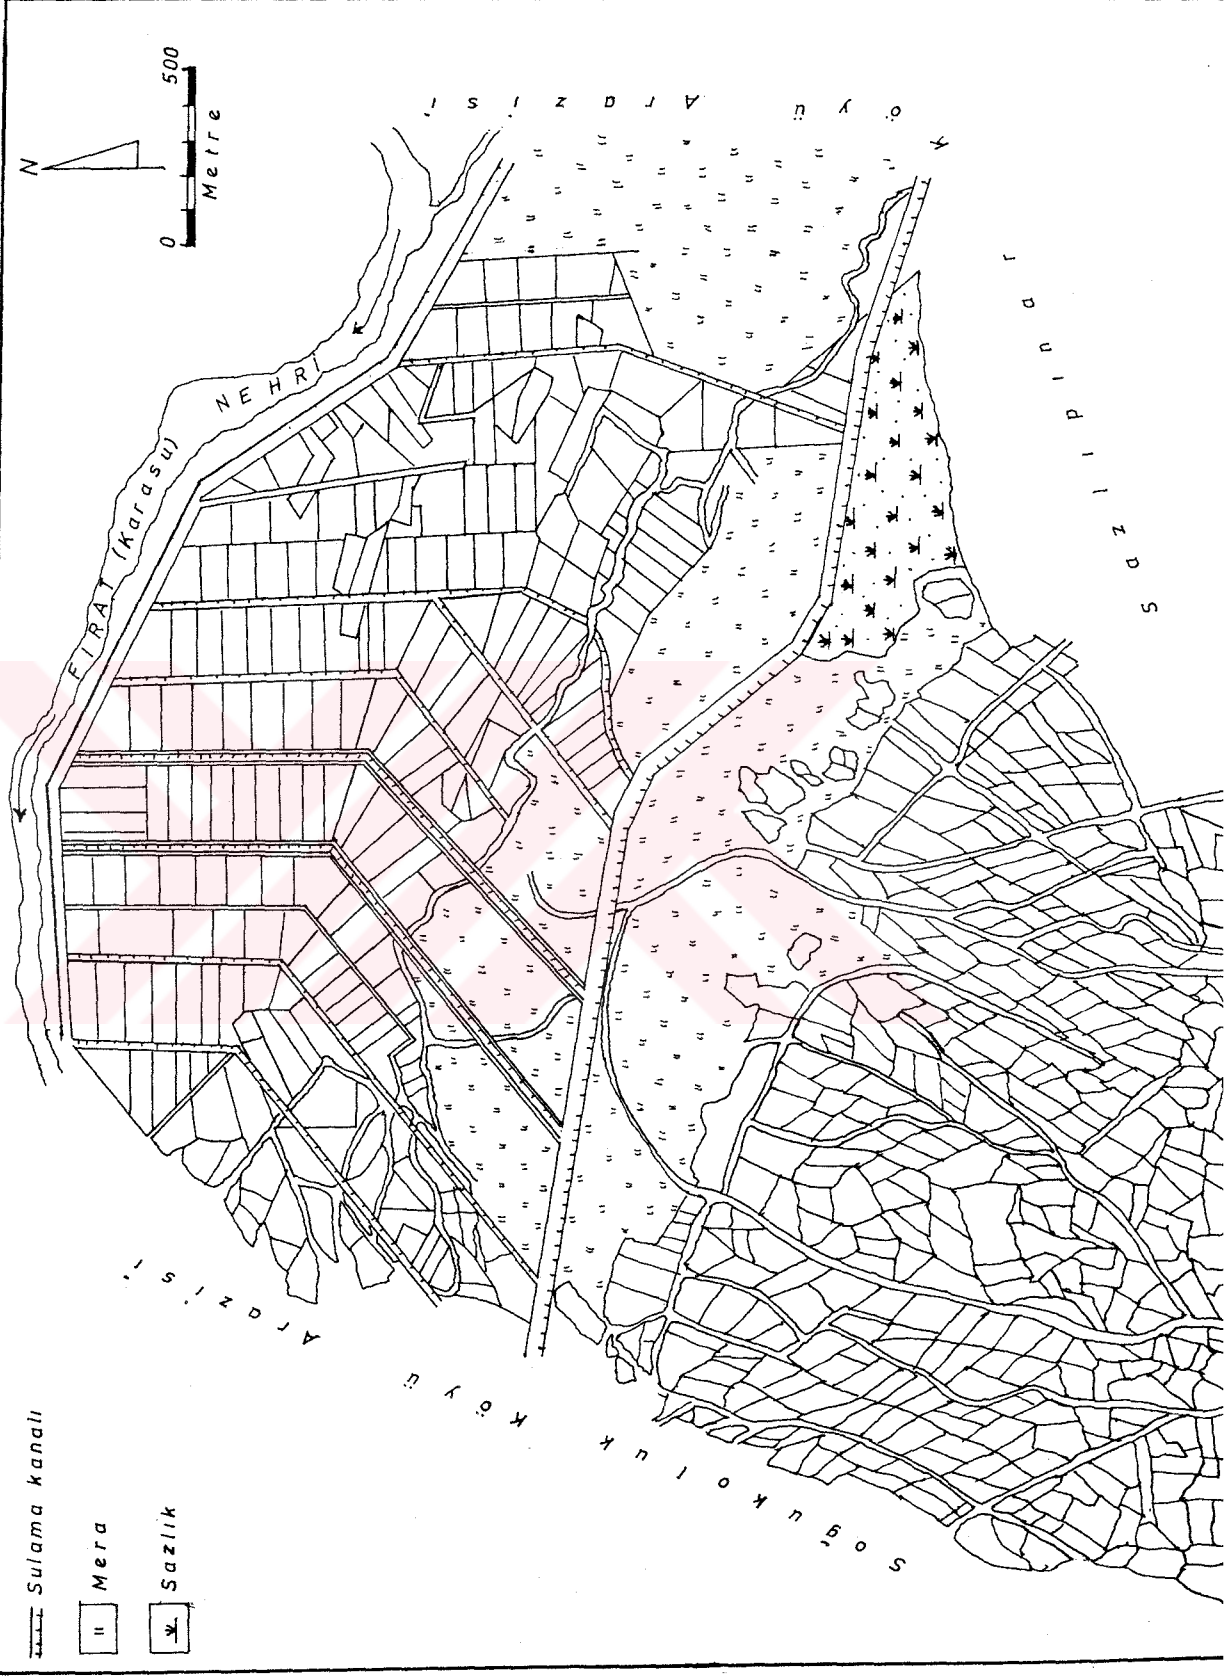 N
0 500
Metre
FIRAT (Karasu) NEHRİ
Sazlıpınar Köyü Arazisi
Soğukoluk Köyü Arazisi
Sulama kanalı
Mera
Sazlık